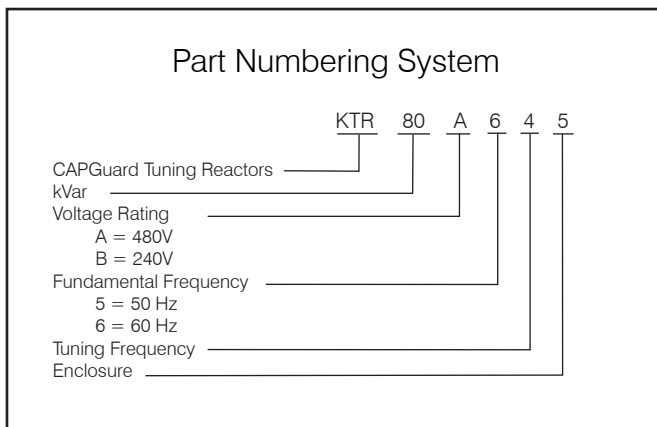 Part Numbering System
KTR 80 A 6 4 5
CAPGuard Tuning Reactors
kVar
Voltage Rating
A = 480V
B = 240V
Fundamental Frequency
5 = 50 Hz
6 = 60 Hz
Tuning Frequency
Enclosure